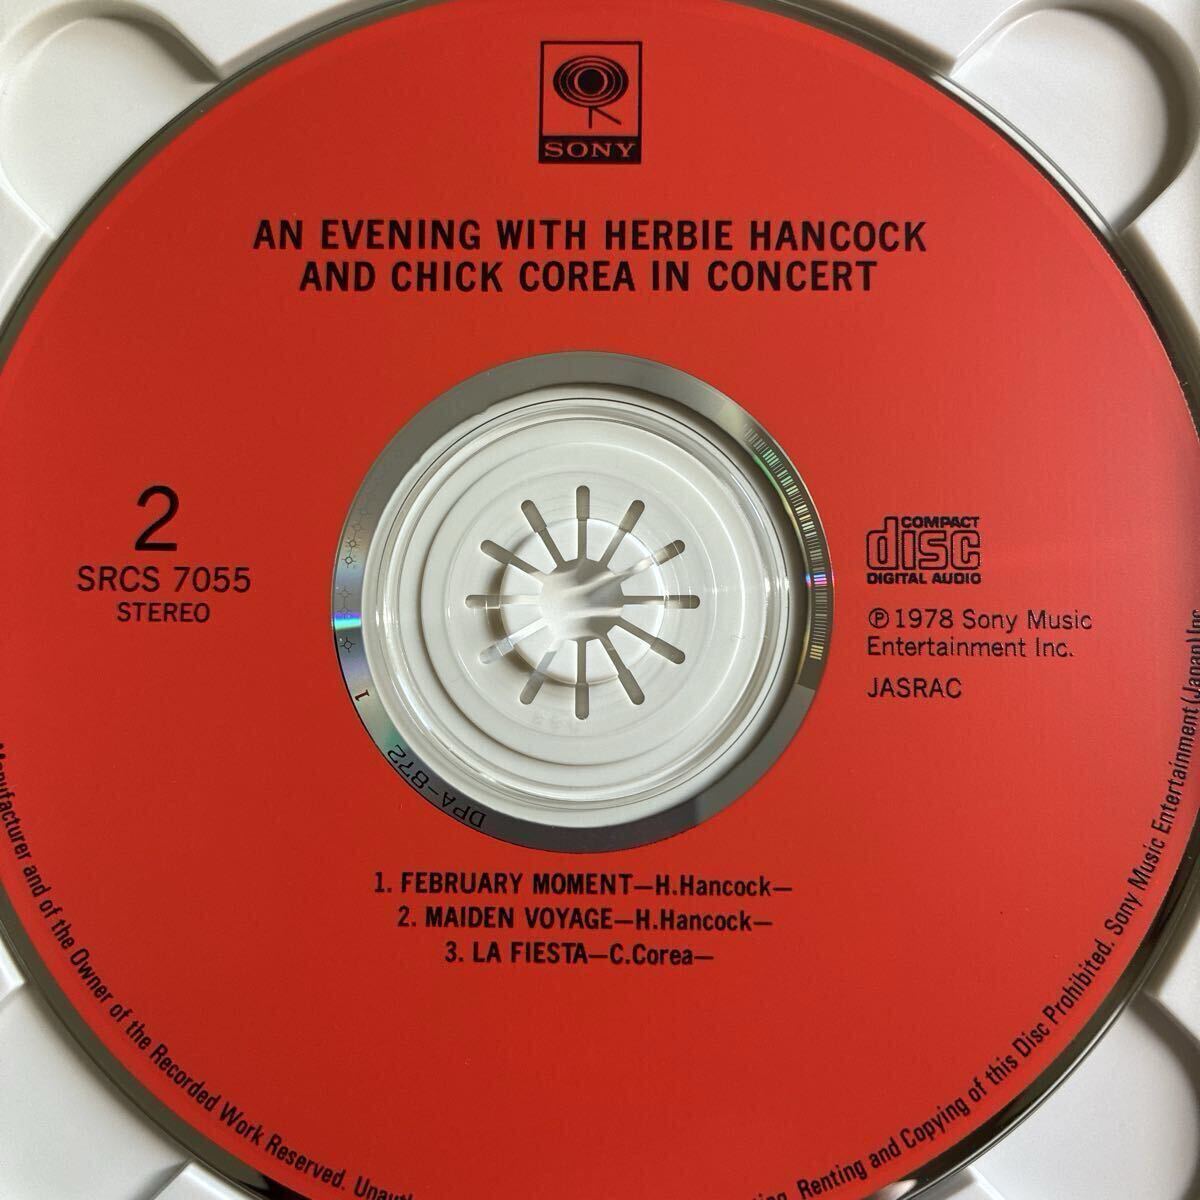 SONY
AN EVENING WITH HERBIE HANCOCK
AND CHICK COREA IN CONCERT
2
SRCS 7055
STEREO
COMPACT
disc
DIGITAL AUDIO
Ⓟ 1978 Sony Music
Entertainment Inc.
JASRAC
1
DPA-872
1. FEBRUARY MOMENT—H.Hancock—
2. MAIDEN VOYAGE—H.Hancock—
3. LA FIESTA—C.Corea—
Manufacturer and of the Owner of the Recorded Work Reserved.
Renting and Copying of this Disc Prohibited. Sony Music Entertainment (Japan) Inc.